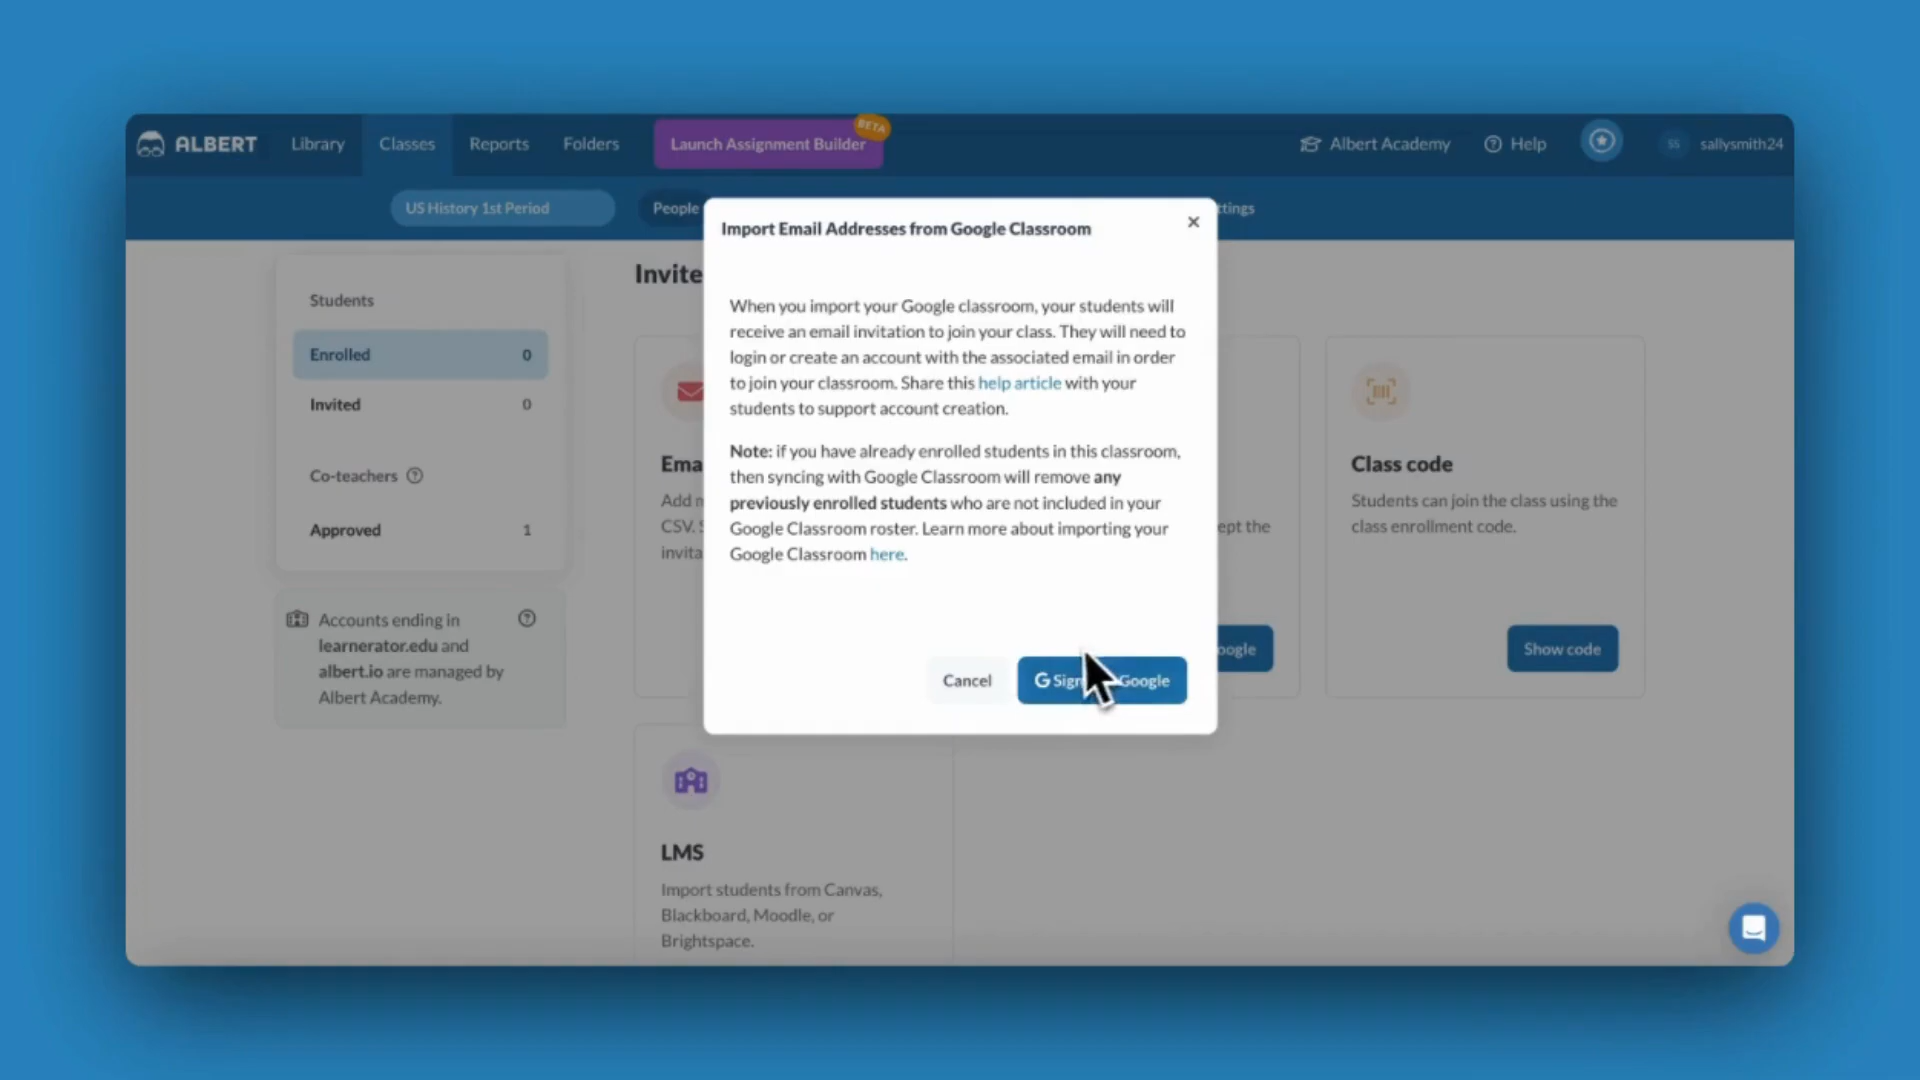 ALBERT
Library
Classes
Reports
Folders
Launch Assignment Builder
BETA
Albert Academy
Help
SS
sallysmith24
US History 1st Period
People
ttings
Import Email Addresses from Google Classroom
×
Students
Enrolled 0
Invited 0
Co-teachers ?
Approved 1
Accounts ending in
learnerator.edu and
albert.io are managed by
Albert Academy.
Invite
When you import your Google classroom, your students will
receive an email invitation to join your class. They will need to
login or create an account with the associated email in order
to join your classroom. Share this help article with your
students to support account creation.
Note: if you have already enrolled students in this classroom,
then syncing with Google Classroom will remove any
previously enrolled students who are not included in your
Google Classroom roster. Learn more about importing your
Google Classroom here.
Cancel
G Sign Google
Ema
Add m
CSV. S
invita
ept the
oogle
Class code
Students can join the class using the
class enrollment code.
Show code
LMS
Import students from Canvas,
Blackboard, Moodle, or
Brightspace.